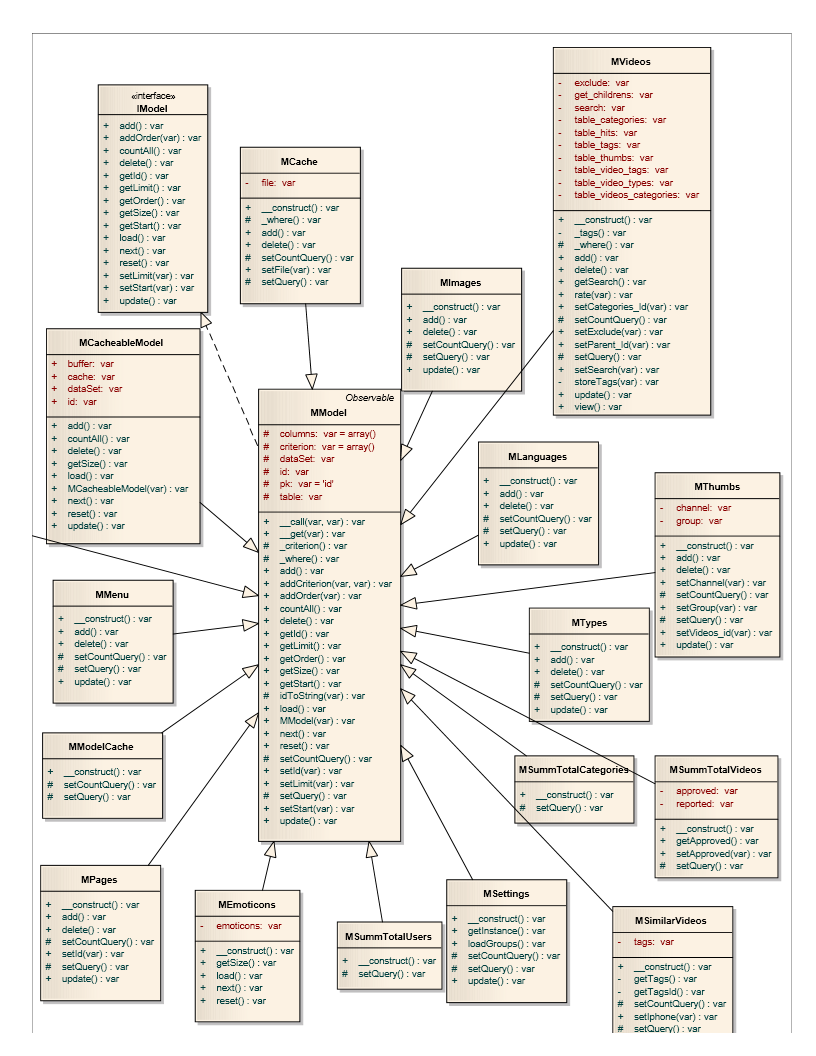 «interface»
IModel
+ add() : var
+ addOrder(var) : var
+ countAll() : var
+ delete() : var
+ getId() : var
+ getLimit() : var
+ getOrder() : var
+ getSize() : var
+ getStart() : var
+ load() : var
+ next() : var
+ reset() : var
+ setLimit(var) : var
+ setStart(var) : var
+ update() : var
MCache
- file: var
+ __construct() : var
# _where() : var
+ add() : var
+ delete() : var
# setCountQuery() : var
+ setFile(var) : var
# setQuery() : var
MVideos
- exclude: var
- get_childrens: var
- search: var
- table_categories: var
- table_hits: var
- table_tags: var
- table_thumbs: var
- table_video_tags: var
- table_video_types: var
- table_videos_categories: var
+ __construct() : var
- _tags() : var
# _where() : var
+ add() : var
+ delete() : var
+ getSearch() : var
+ rate(var) : var
+ setCategories_Id(var) : var
# setCountQuery() : var
+ setExclude(var) : var
+ setParent_Id(var) : var
# setQuery() : var
+ setSearch(var) : var
- storeTags(var) : var
+ update() : var
+ view() : var
MImages
+ __construct() : var
+ add() : var
+ delete() : var
# setCountQuery() : var
# setQuery() : var
+ update() : var
MCacheableModel
+ buffer: var
+ cache: var
+ dataSet: var
+ id: var
+ add() : var
+ countAll() : var
+ delete() : var
+ getSize() : var
+ load() : var
+ MCacheableModel(var) : var
+ next() : var
+ reset() : var
+ update() : var
Observable
MModel
# columns: var = array()
# criterion: var = array()
# dataSet: var
# id: var
# pk: var = 'id'
# table: var
+ __call(var, var) : var
+ __get(var) : var
# _criterion() : var
# _where() : var
+ add() : var
+ addCriterion(var, var) : var
+ addOrder(var) : var
+ countAll() : var
+ delete() : var
+ getId() : var
+ getLimit() : var
+ getOrder() : var
+ getSize() : var
+ getStart() : var
# idToString(var) : var
+ load() : var
+ MModel(var) : var
+ next() : var
+ reset() : var
# setCountQuery() : var
+ setId(var) : var
+ setLimit(var) : var
# setQuery() : var
+ setStart(var) : var
+ update() : var
MLanguages
+ __construct() : var
+ add() : var
+ delete() : var
# setCountQuery() : var
# setQuery() : var
+ update() : var
MThumbs
- channel: var
- group: var
+ __construct() : var
+ add() : var
+ delete() : var
+ setChannel(var) : var
# setCountQuery() : var
+ setGroup(var) : var
# setQuery() : var
+ setVideos_id(var) : var
+ update() : var
MMenu
+ __construct() : var
+ add() : var
+ delete() : var
# setCountQuery() : var
# setQuery() : var
+ update() : var
MTypes
+ __construct() : var
+ add() : var
+ delete() : var
# setCountQuery() : var
# setQuery() : var
+ update() : var
MModelCache
+ __construct() : var
# setCountQuery() : var
# setQuery() : var
MSummTotalCategories
+ __construct() : var
# setQuery() : var
MSummTotalVideos
- approved: var
- reported: var
+ __construct() : var
+ getApproved() : var
+ setApproved(var) : var
# setQuery() : var
MPages
+ __construct() : var
+ add() : var
+ delete() : var
# setCountQuery() : var
+ setId(var) : var
# setQuery() : var
+ update() : var
MEmoticons
- emoticons: var
+ __construct() : var
+ getSize() : var
+ load() : var
+ next() : var
+ reset() : var
MSummTotalUsers
+ __construct() : var
# setQuery() : var
MSettings
+ __construct() : var
+ getInstance() : var
+ loadGroups() : var
# setCountQuery() : var
# setQuery() : var
+ update() : var
MSimilarVideos
- tags: var
+ __construct() : var
- getTags() : var
- getTagsId() : var
# setCountQuery() : var
+ setIphone(var) : var
# setQuery() : var